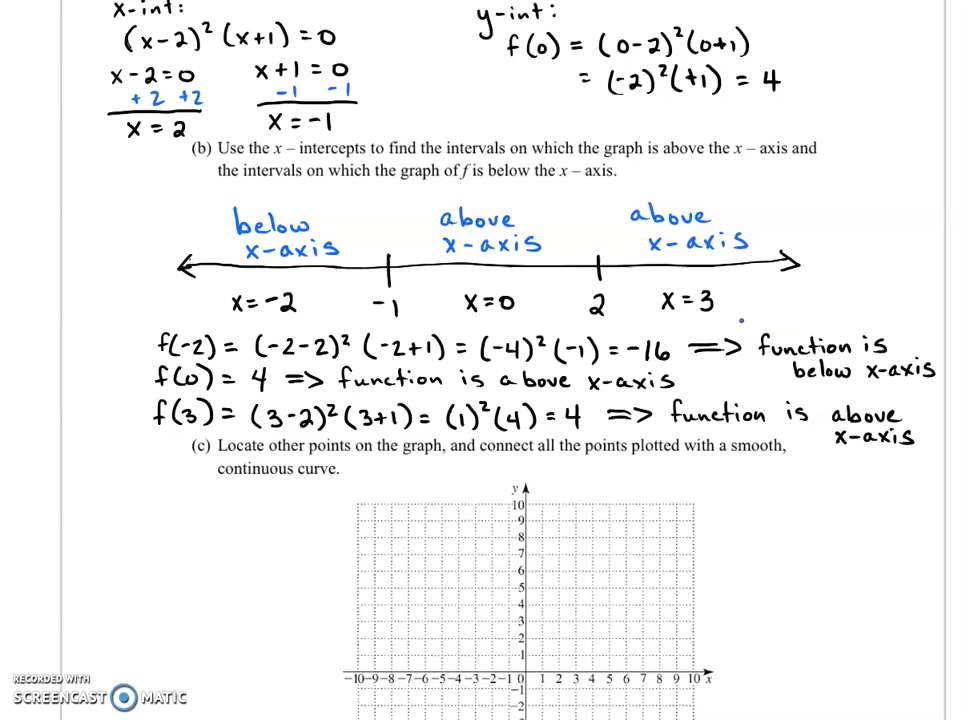 x-int:
(x-2)² (x+1) = 0
x-2=0 x+1=0
+2 +2 -1 -1
x=2 x=-1
y-int:
f(0) = (0-2)²(0+1)
= (-2)²(+1) = 4
(b) Use the x – intercepts to find the intervals on which the graph is above the x – axis and
the intervals on which the graph of f is below the x – axis.
below above above
x-axis x-axis x-axis
x=-2 -1 x=0 2 x=3
f(-2) = (-2-2)² (-2+1) = (-4)² (-1) = -16 => function is
below x-axis
f(0) = 4 => function is above x-axis
f(3) = (3-2)² (3+1) = (1)² (4) = 4 => function is above
x-axis
(c) Locate other points on the graph, and connect all the points plotted with a smooth,
continuous curve.
y
10
9
8
7
6
5
4
3
2
1
-10 -9 -8 -7 -6 -5 -4 -3 -2 -1 0 1 2 3 4 5 6 7 8 9 10 x
-1
-2
RECORDED WITH
SCREENCAST MATIC